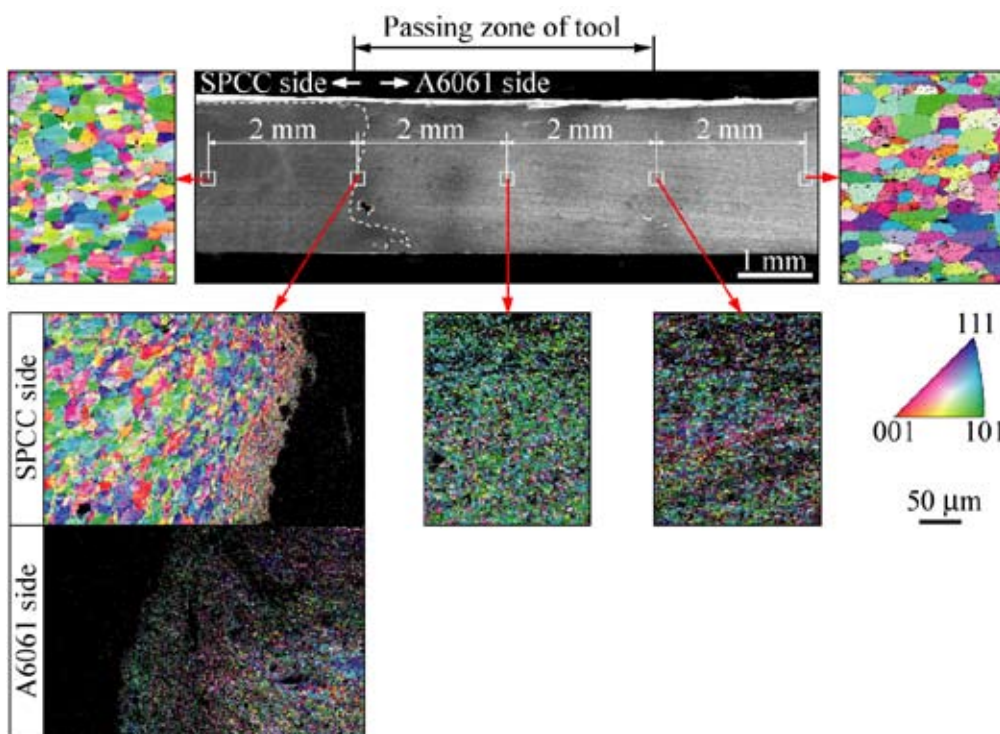 Passing zone of tool
SPCC side
A6061 side
2 mm
2 mm
2 mm
2 mm
1 mm
SPCC side
A6061 side
111
001
101
50 μm